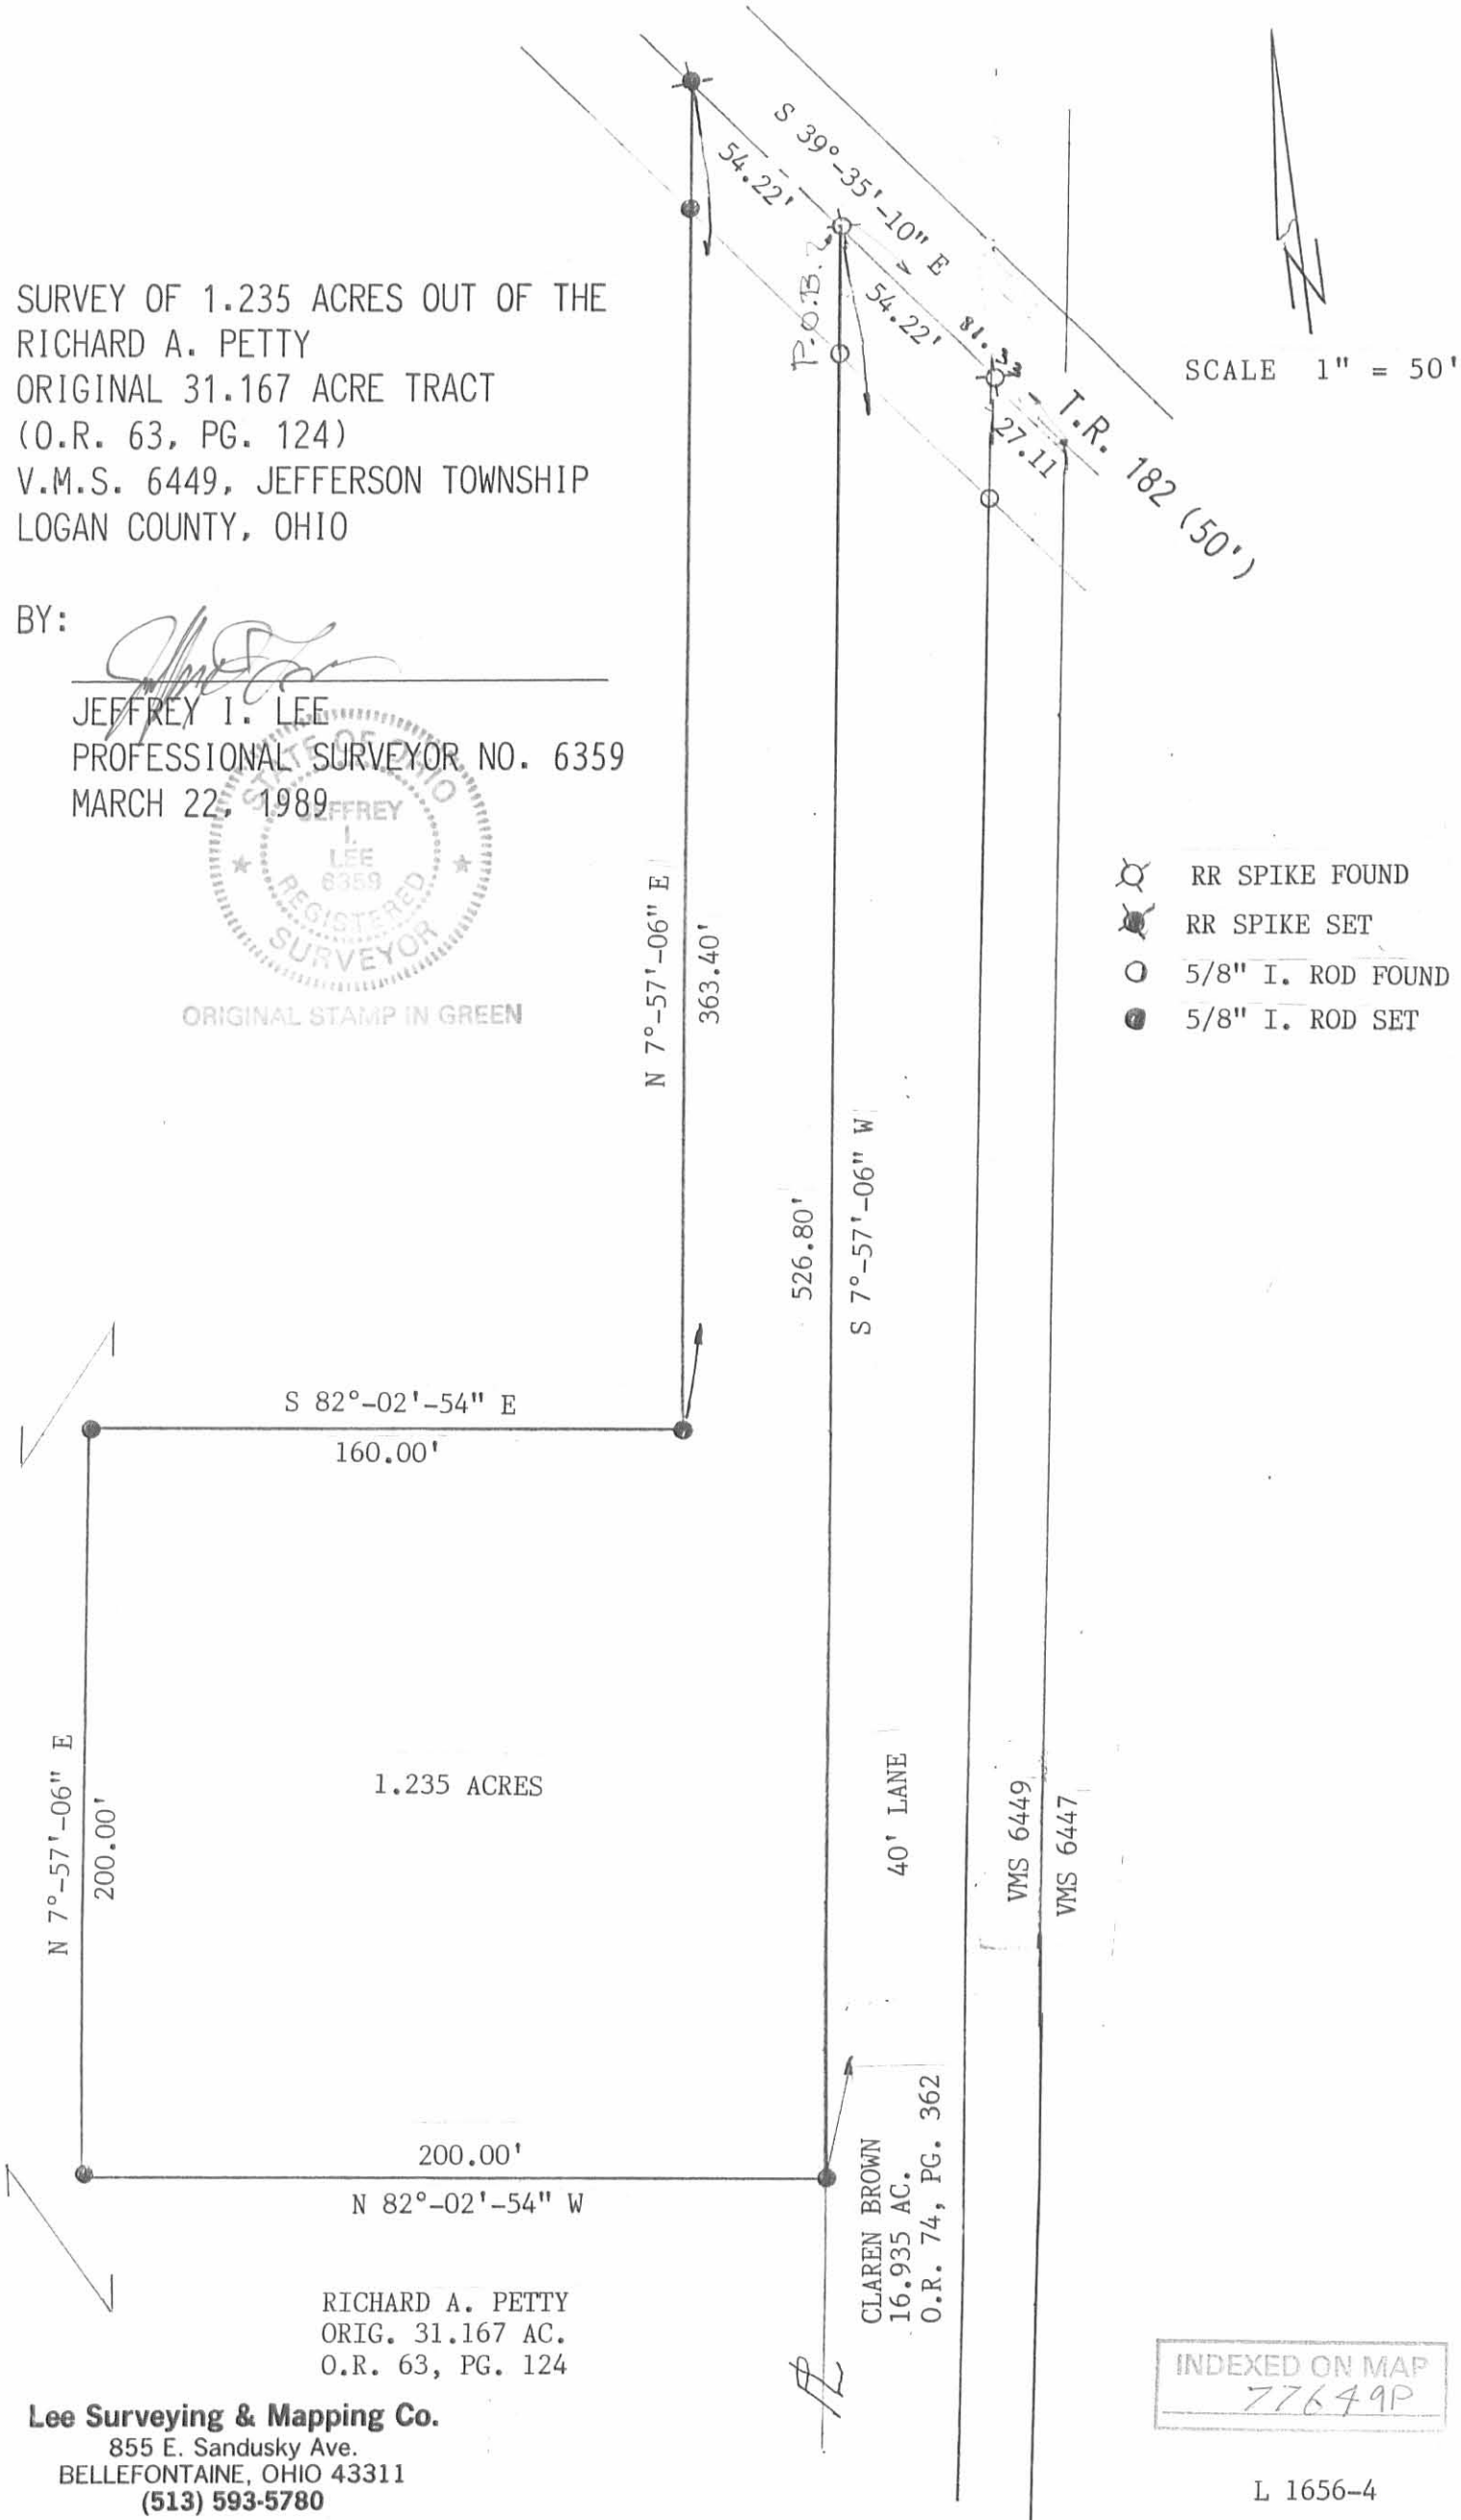 S 39°-35'-10" E
54.22'
P.O.B.
54.22'
81.33
27.11
T.R. 182 (50')
SCALE 1" = 50'
SURVEY OF 1.235 ACRES OUT OF THE
RICHARD A. PETTY
ORIGINAL 31.167 ACRE TRACT
(O.R. 63, PG. 124)
V.M.S. 6449, JEFFERSON TOWNSHIP
LOGAN COUNTY, OHIO
BY:
JEFFREY I. LEE
PROFESSIONAL SURVEYOR NO. 6359
MARCH 22, 1989
STATE OF OHIO
JEFFREY
I.
LEE
6359
REGISTERED
SURVEYOR
ORIGINAL STAMP IN GREEN
RR SPIKE FOUND
RR SPIKE SET
5/8" I. ROD FOUND
5/8" I. ROD SET
N 7°-57'-06" E
363.40'
526.80'
S 7°-57'-06" W
S 82°-02'-54" E
160.00'
N 7°-57'-06" E
200.00'
1.235 ACRES
40' LANE
VMS 6449
VMS 6447
200.00'
N 82°-02'-54" W
CLAREN BROWN
16.935 AC.
O.R. 74, PG. 362
RICHARD A. PETTY
ORIG. 31.167 AC.
O.R. 63, PG. 124
PL
Lee Surveying & Mapping Co.
855 E. Sandusky Ave.
BELLEFONTAINE, OHIO 43311
(513) 593-5780
INDEXED ON MAP
77649P
L 1656-4